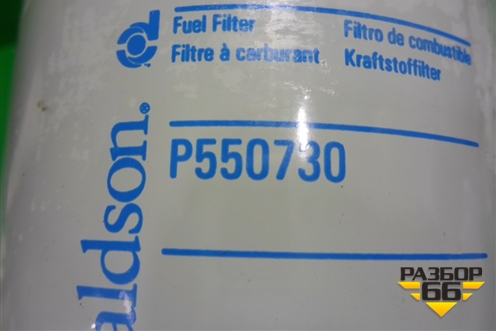 Fuel Filter
Filtre à carburant
Filtro de combustible
Kraftstoffilter
P550730
aldson.
РАЗБОР
66